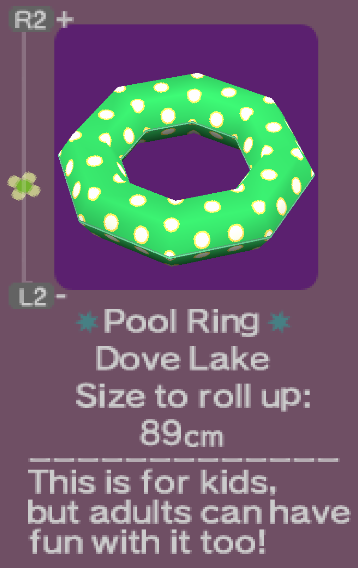 R2 +
L2 -
Pool Ring
Dove Lake
Size to roll up:
89cm
This is for kids,
but adults can have
fun with it too!